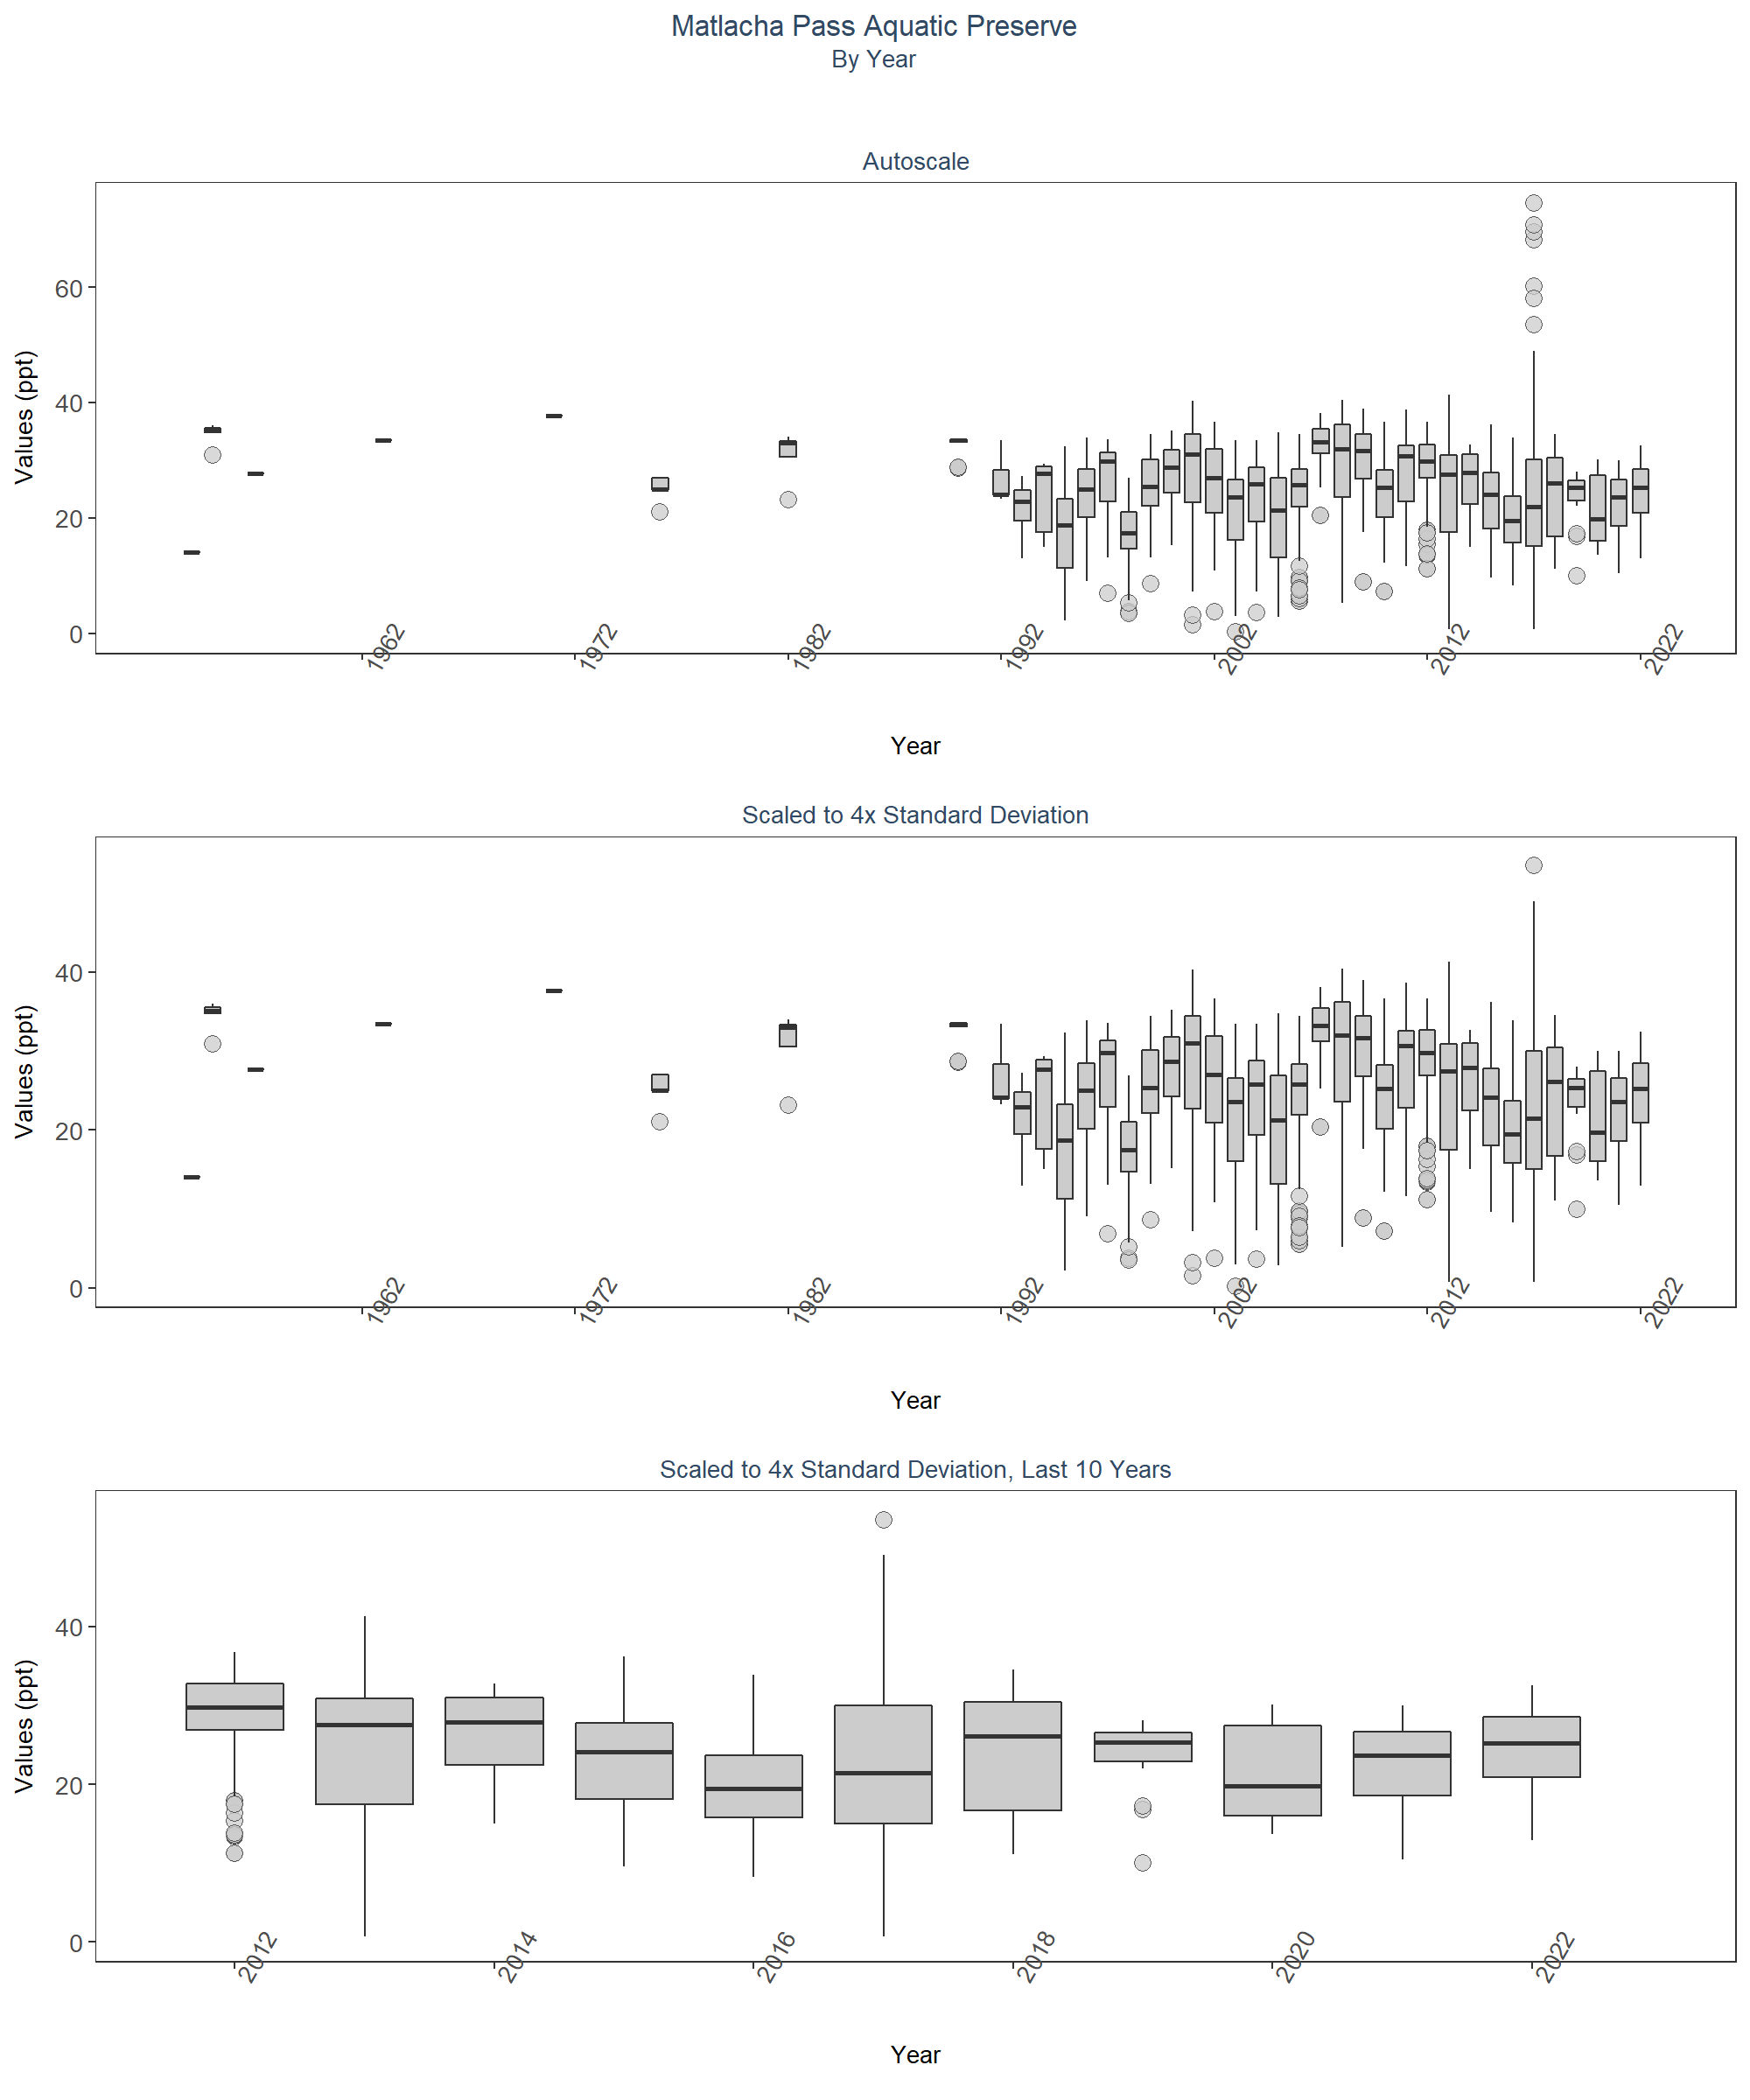 Matlacha Pass Aquatic Preserve
By Year
Autoscale
Values (ppt)
60
40
20
0
1962 1972 1982 1992 2002 2012 2022
Year
Scaled to 4x Standard Deviation
Values (ppt)
40
20
0
1962 1972 1982 1992 2002 2012 2022
Year
Scaled to 4x Standard Deviation, Last 10 Years
Values (ppt)
40
20
0
2012 2014 2016 2018 2020 2022
Year